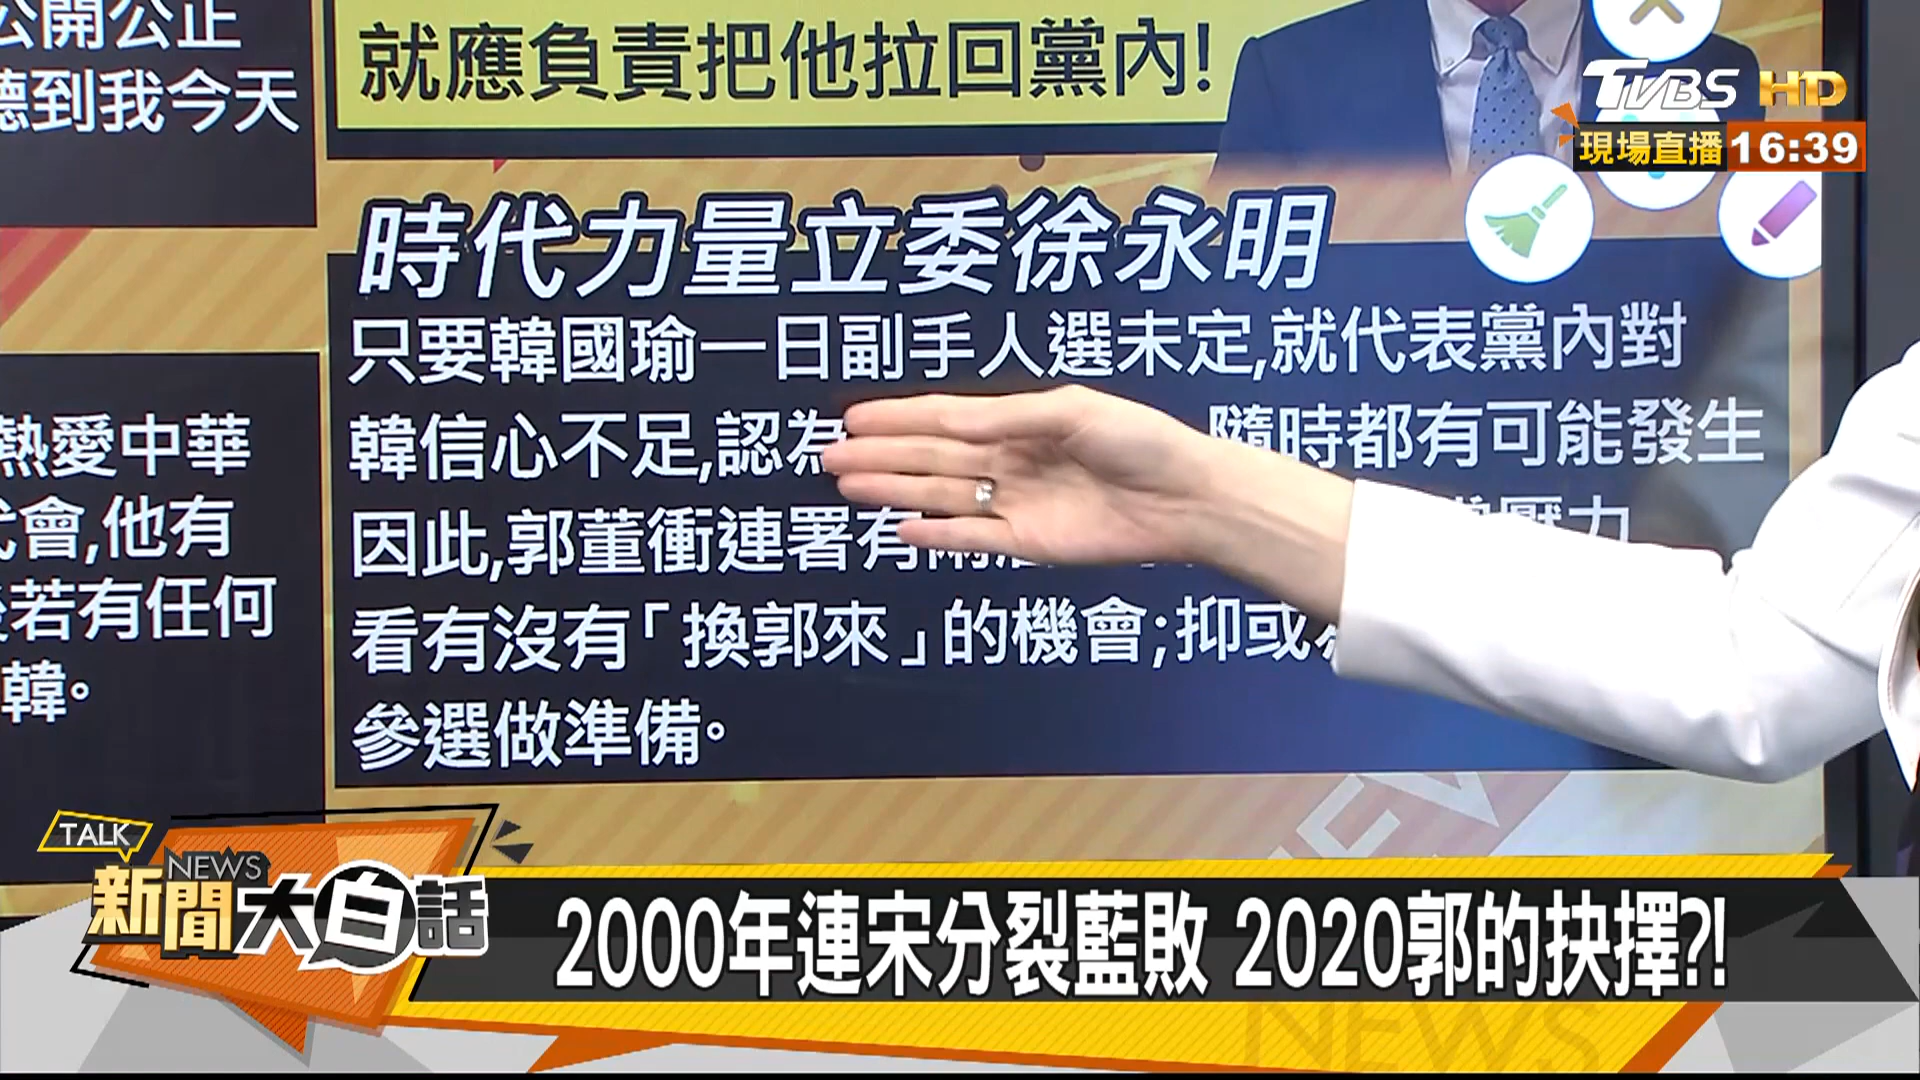 公開公正
到我今天
就應負責把他拉回黨內!
TVBS HD
現場直播 16:39
時代力量立委徐永明
只要韓國瑜一日副手人選未定,就代表黨內對
韓信心不足,認為 隨時都有可能發生
因此,郭董衝連署有 壓力
看有沒有「換郭來」的機會;抑或
參選做準備。
熱愛中華
會,他有
若有任何
韓。
TALK
NEWS
新聞大白話
2000年連宋分裂藍敗 2020郭的抉擇?!
NEWS